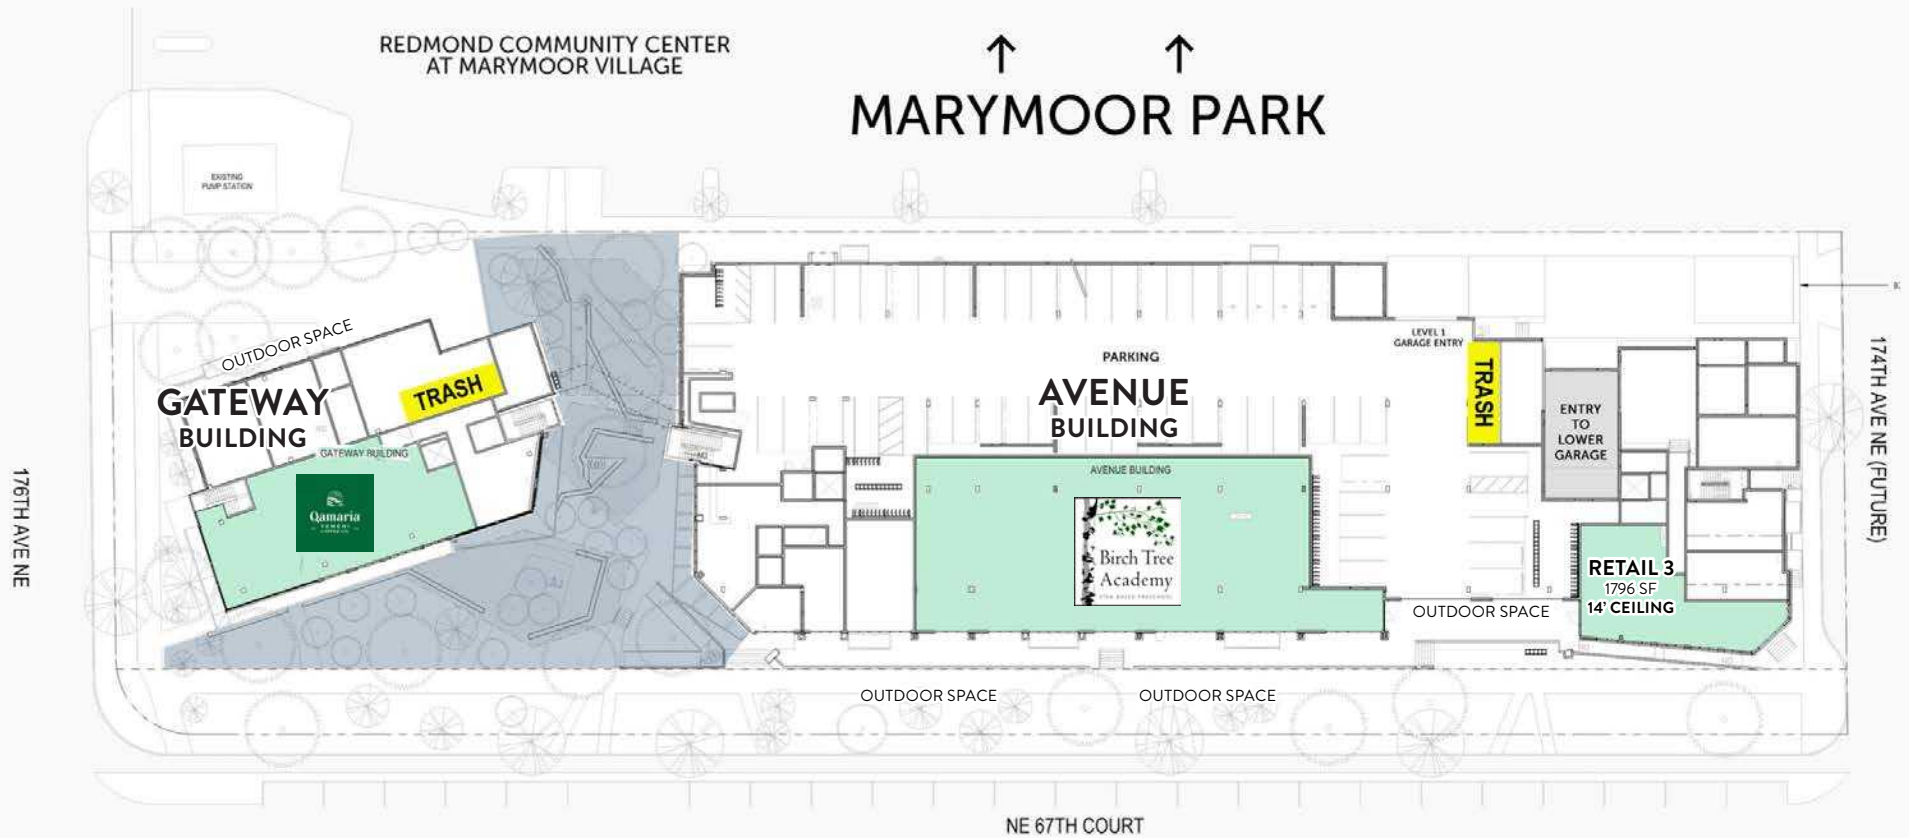 REDMOND COMMUNITY CENTER
AT MARYMOOR VILLAGE
MARYMOOR PARK
EXISTING
PUMP STATION
OUTDOOR SPACE
GATEWAY
BUILDING
TRASH
GATEWAY BUILDING
Qamaria
YEMENI
COFFEE CO.
176TH AVE NE
PARKING
AVENUE
BUILDING
AVENUE BUILDING
Birch Tree
Academy
LEVEL 1
GARAGE ENTRY
TRASH
ENTRY
TO
LOWER
GARAGE
RETAIL 3
1796 SF
14' CEILING
OUTDOOR SPACE
174TH AVE NE (FUTURE)
OUTDOOR SPACE
OUTDOOR SPACE
NE 67TH COURT